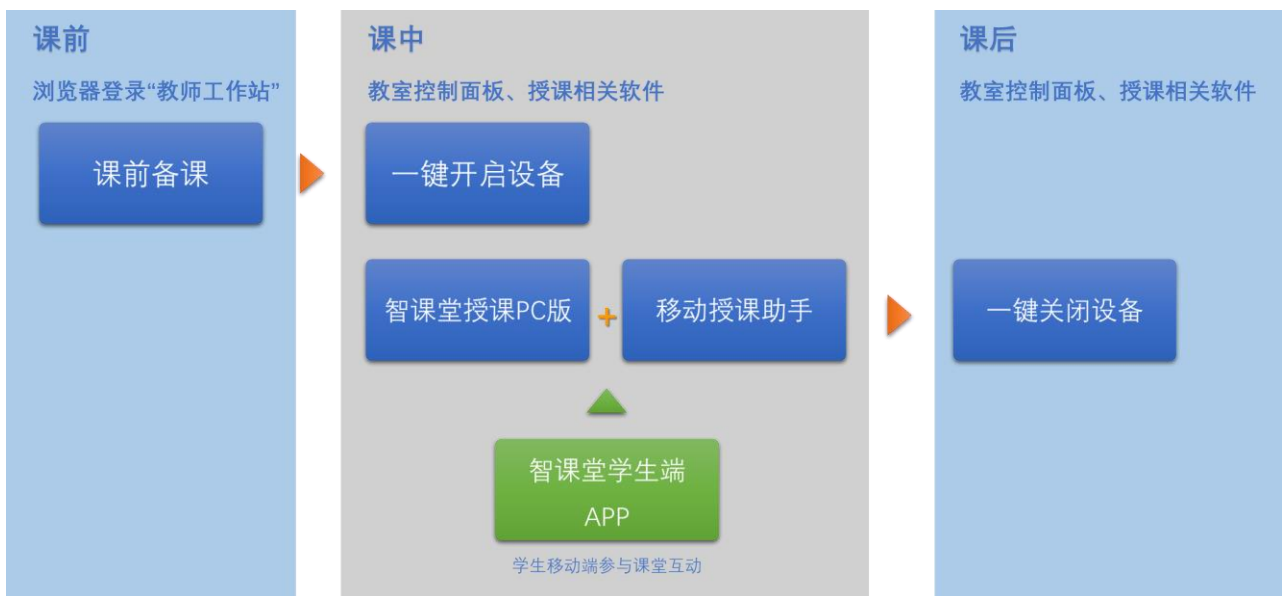 课前
浏览器登录“教师工作站”
课前备课
课中
教室控制面板、授课相关软件
一键开启设备
智课堂授课PC版
+
移动授课助手
智课堂学生端
APP
学生移动端参与课堂互动
课后
教室控制面板、授课相关软件
一键关闭设备